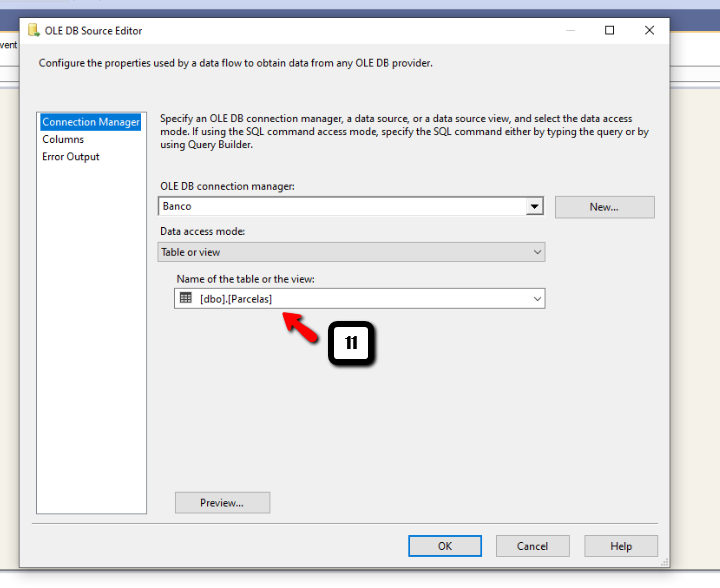 OLE DB Source Editor
vent
Configure the properties used by a data flow to obtain data from any OLE DB provider.
Connection Manager
Columns
Error Output
Specify an OLE DB connection manager, a data source, or a data source view, and select the data access
mode. If using the SQL command access mode, specify the SQL command either by typing the query or by
using Query Builder.
OLE DB connection manager:
Banco
New...
Data access mode:
Table or view
Name of the table or the view:
[dbo].[Parcelas]
11
Preview...
OK
Cancel
Help